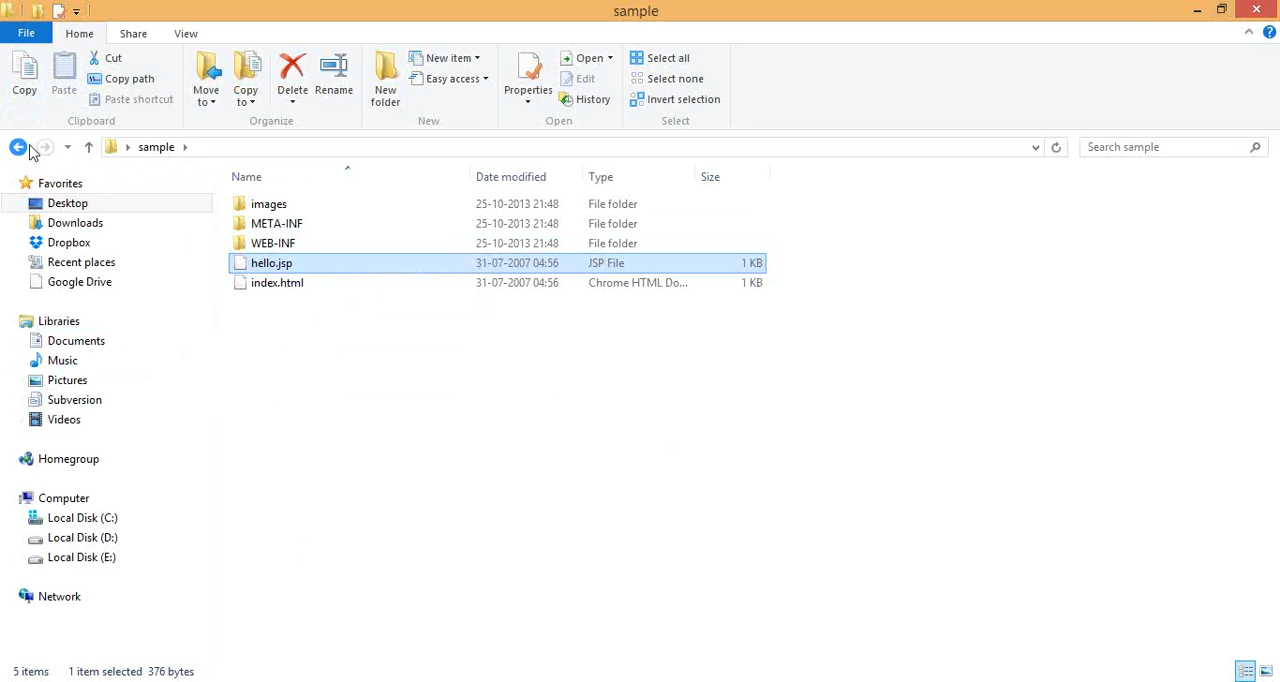 sample
File Home Share View
Copy Paste Cut Copy path Paste shortcut Move to Copy to Delete Rename New folder New item Easy access Properties Open Edit History Select all Select none Invert selection
Clipboard Organize New Open Select
sample Search sample
Name Date modified Type Size
images 25-10-2013 21:48 File folder
META-INF 25-10-2013 21:48 File folder
WEB-INF 25-10-2013 21:48 File folder
hello.jsp 31-07-2007 04:56 JSP File 1 KB
index.html 31-07-2007 04:56 Chrome HTML Do... 1 KB
Favorites
Desktop
Downloads
Dropbox
Recent places
Google Drive
Libraries
Documents
Music
Pictures
Subversion
Videos
Homegroup
Computer
Local Disk (C:)
Local Disk (D:)
Local Disk (E:)
Network
5 items 1 item selected 376 bytes